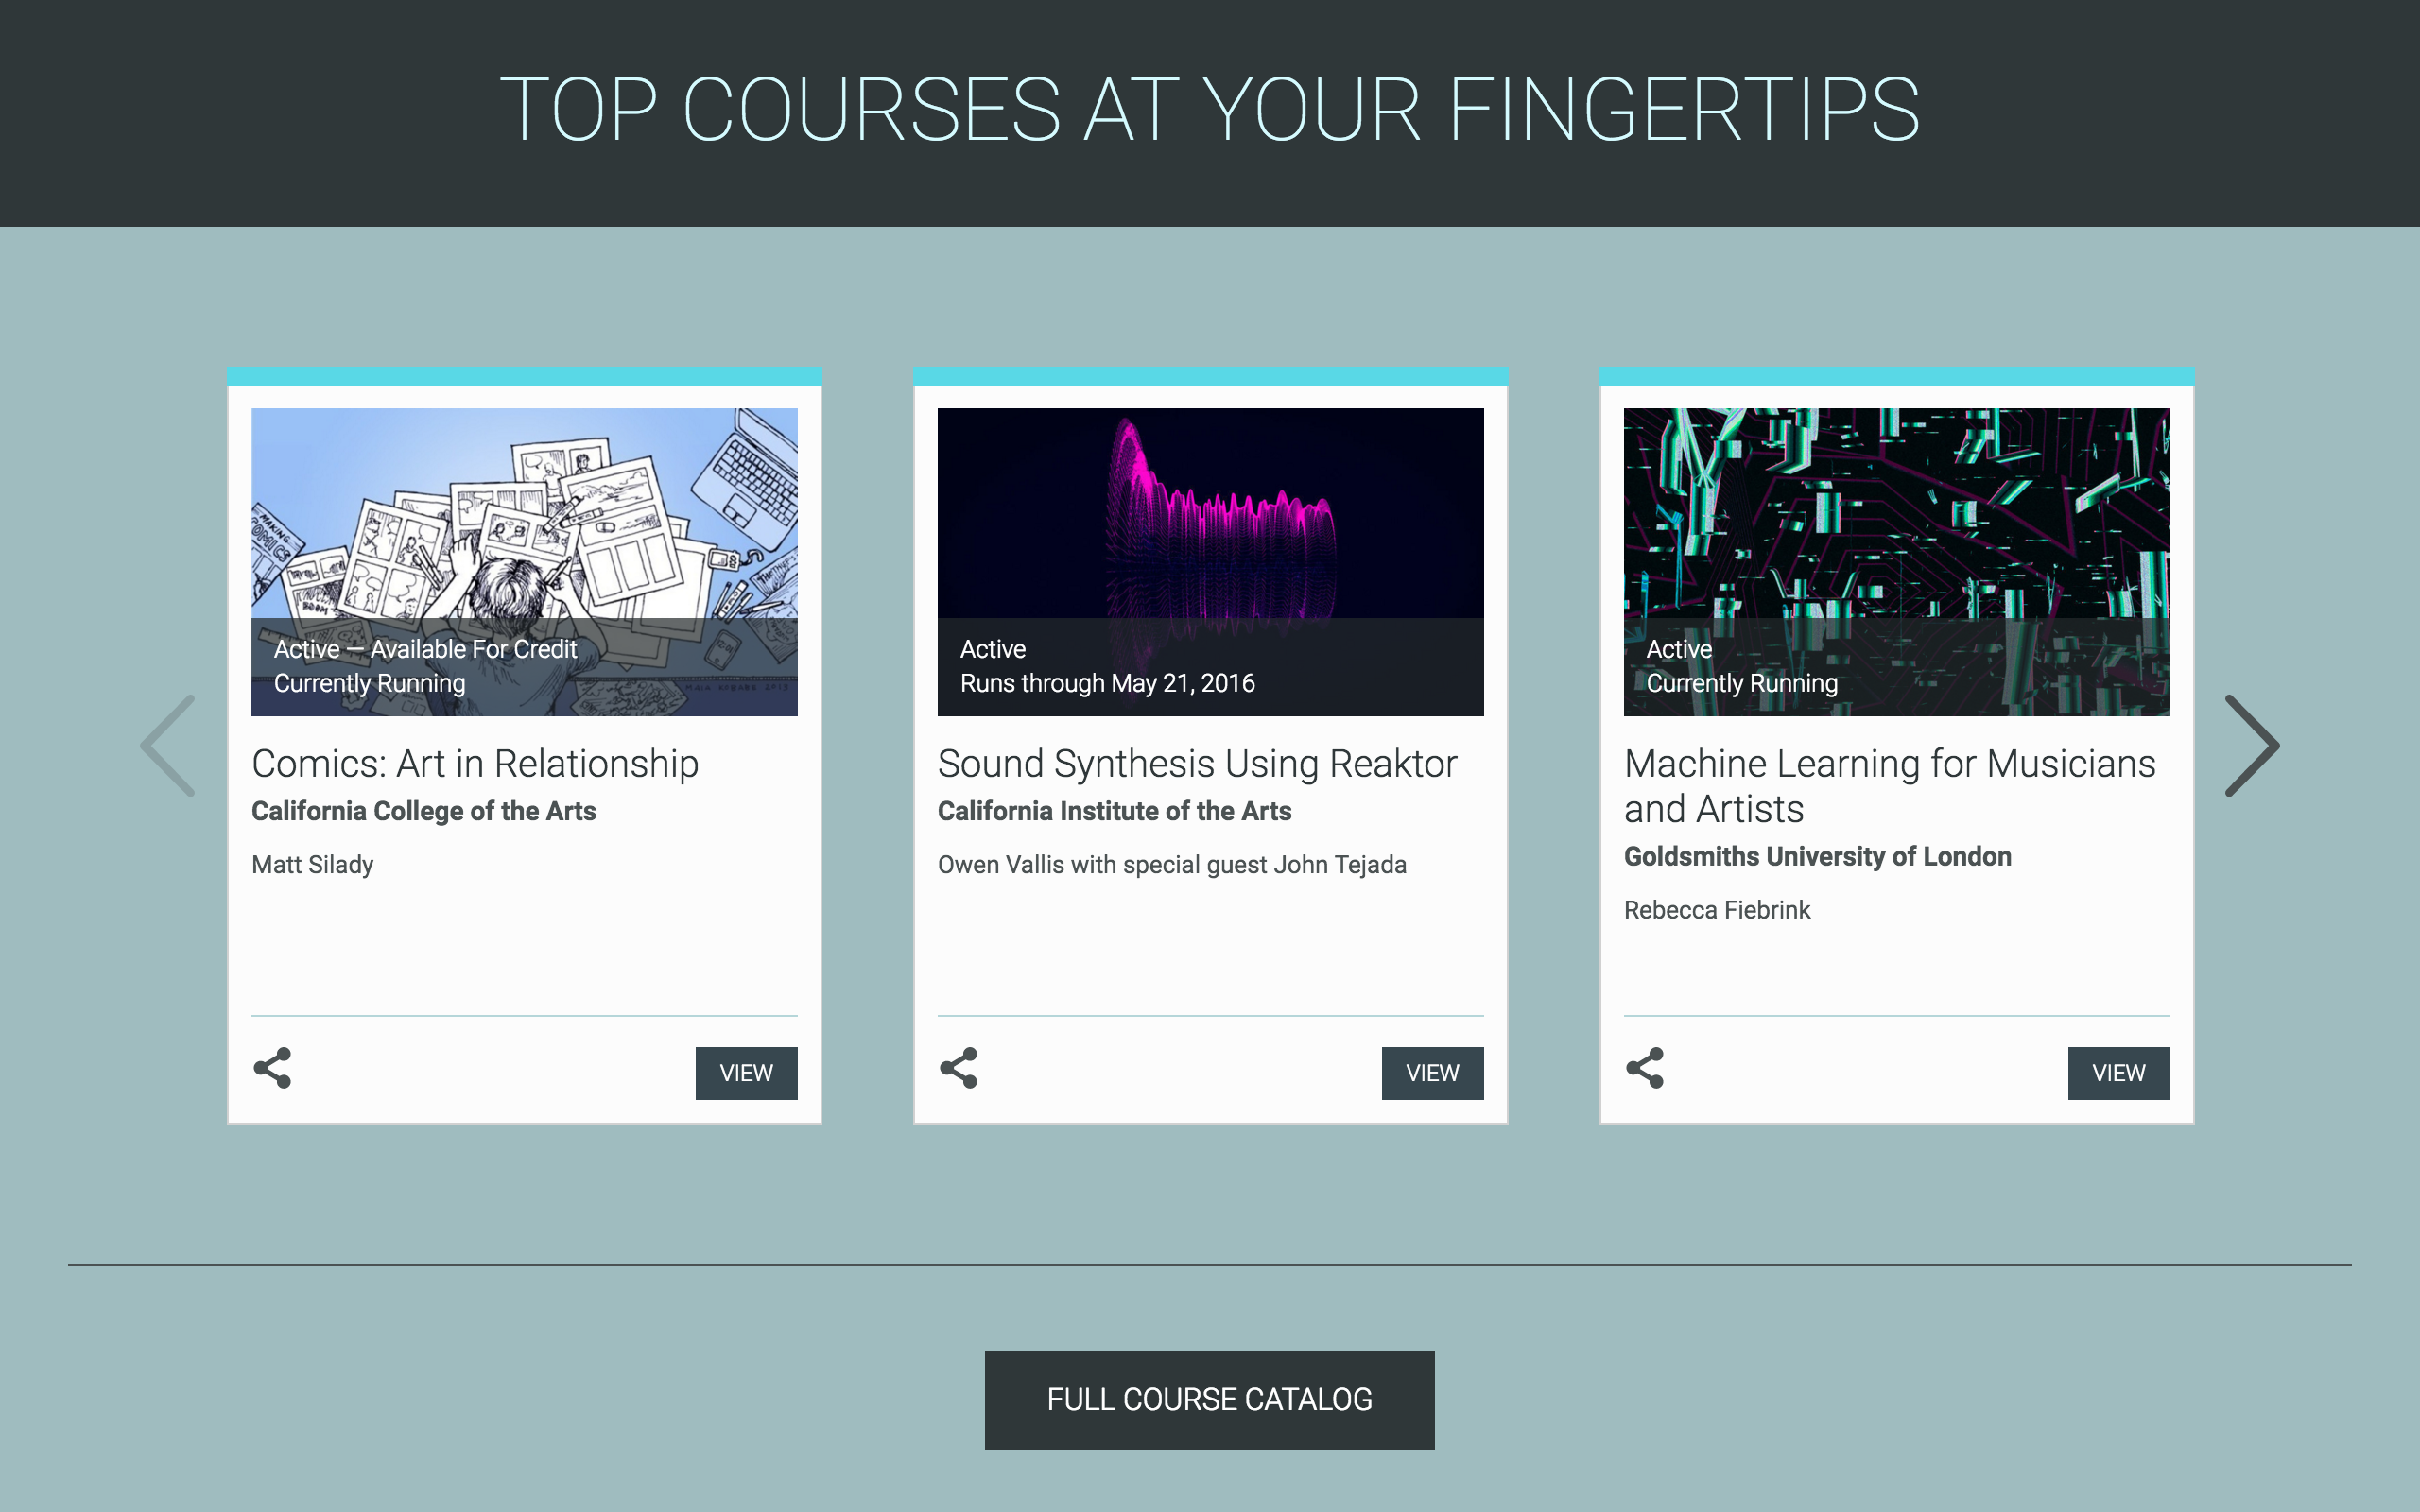 TOP COURSES AT YOUR FINGERTIPS
MAKING
COMICS
BOOM
Active — Available For Credit
Currently Running
Comics: Art in Relationship
California College of the Arts
Matt Silady
VIEW
Active
Runs through May 21, 2016
Sound Synthesis Using Reaktor
California Institute of the Arts
Owen Vallis with special guest John Tejada
VIEW
Active
Currently Running
Machine Learning for Musicians
and Artists
Goldsmiths University of London
Rebecca Fiebrink
VIEW
FULL COURSE CATALOG